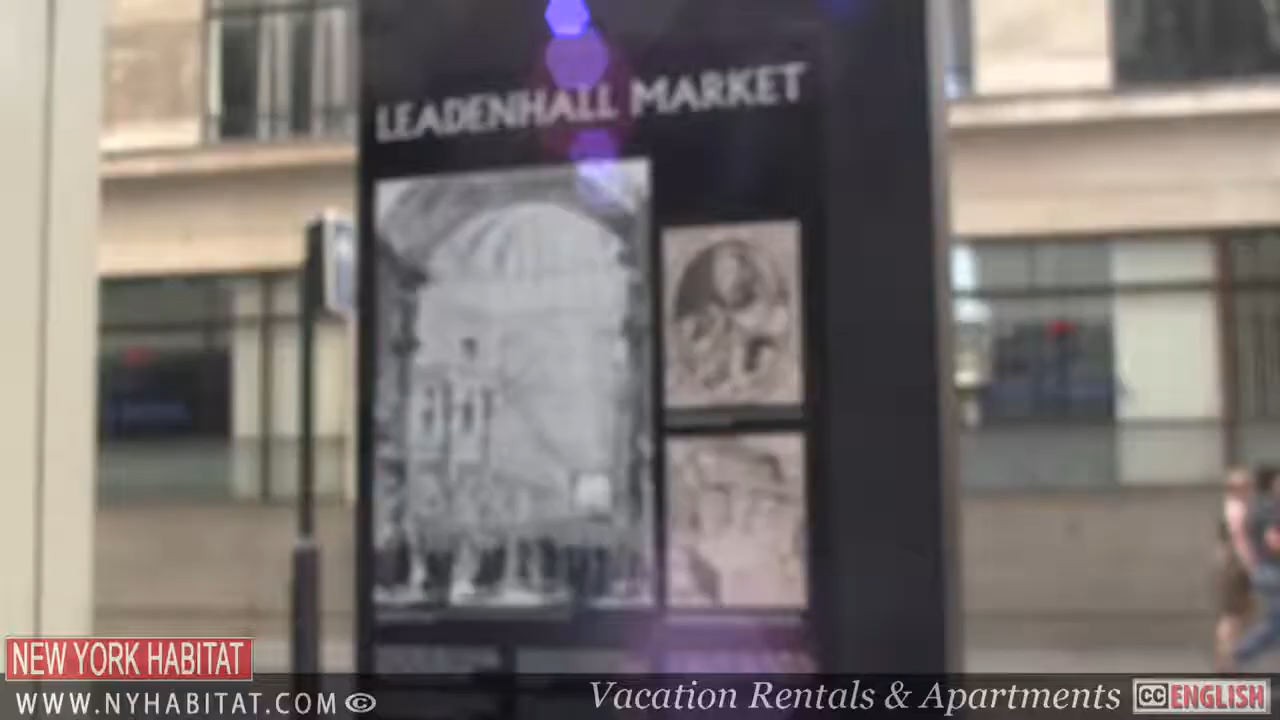 LEADENHALL MARKET
NEW YORK HABITAT
WWW.NYHABITAT.COM ©
Vacation Rentals & Apartments
CC ENGLISH